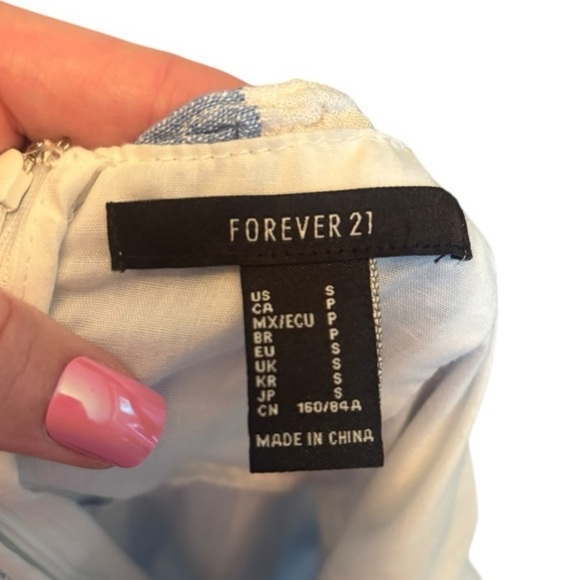 FOREVER 21
US S
CA P
MX/ECU P
BR P
EU S
UK S
KR S
JP S
CN 160/84A
MADE IN CHINA